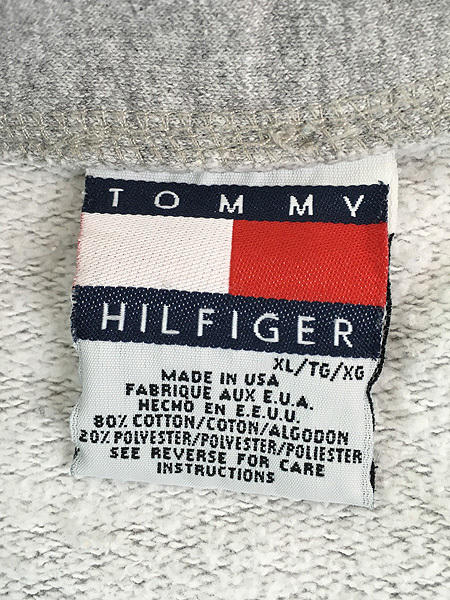 TOMMY
HILFIGER
XL/TG/XG
MADE IN USA
FABRIQUE AUX E.U.A.
HECHO EN E.E.U.U.
80% COTTON/COTON/ALGODON
20% POLYESTER/POLYESTER/POLIESTER
SEE REVERSE FOR CARE
INSTRUCTIONS